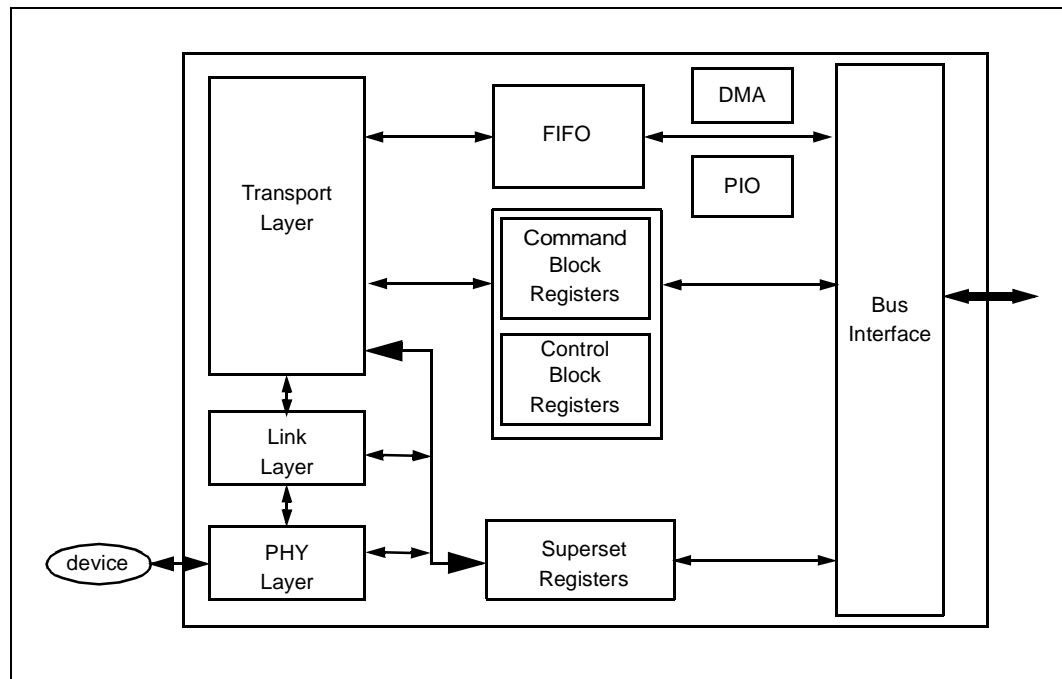 Transport
Layer
FIFO
DMA
PIO
Command
Block
Registers
Control
Block
Registers
Bus
Interface
Link
Layer
device
PHY
Layer
Superset
Registers